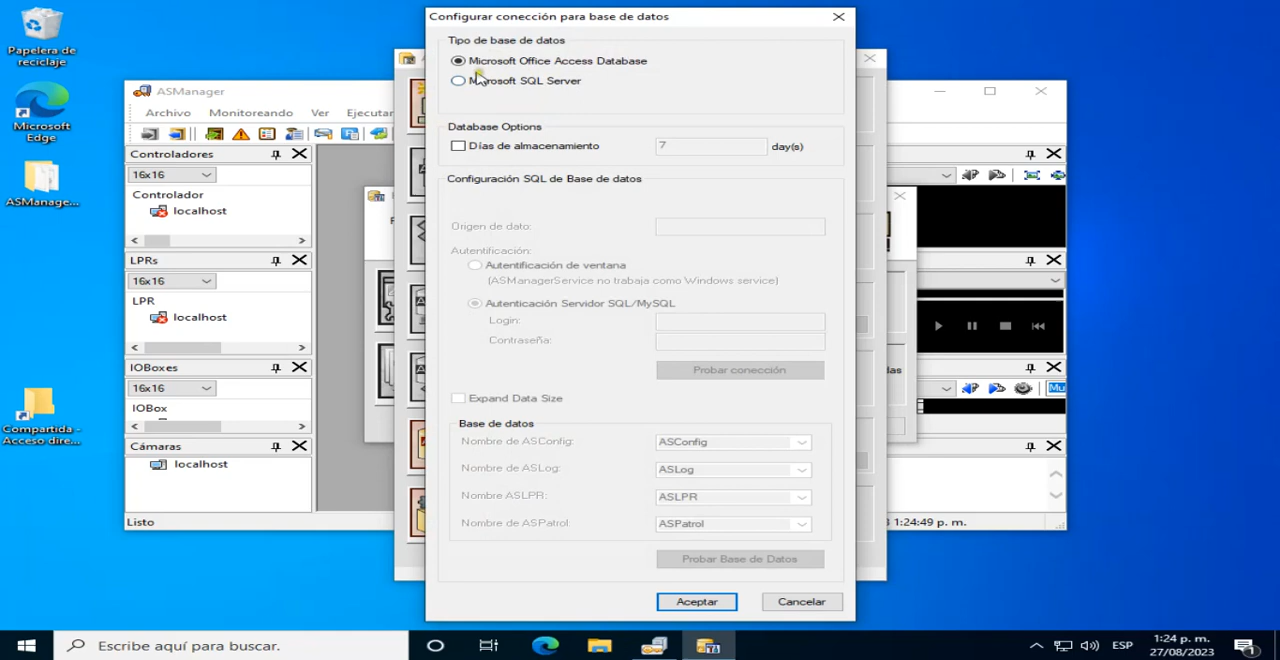 Papelera de
reciclaje
Microsoft
Edge
ASManage...
Compartida -
Acceso dire...
ASManager
Archivo
Monitoreando
Ver
Ejecutar
Controladores
16x16
Controlador
localhost
LPRs
16x16
LPR
localhost
IOBoxes
16x16
IOBox
Cámaras
localhost
Listo
Configurar conección para base de datos
Tipo de base de datos
Microsoft Office Access Database
Microsoft SQL Server
Database Options
Días de almacenamiento
7
day(s)
Configuración SQL de Base de datos
Origen de dato:
Autentificación:
Autentificación de ventana
(ASManagerService no trabaja como Windows service)
Autenticación Servidor SQL/MySQL
Login:
Contraseña:
Probar conección
Expand Data Size
Base de datos
Nombre de ASConfig:
ASConfig
Nombre de ASLog:
ASLog
Nombre ASLPR:
ASLPR
Nombre de ASPatrol:
ASPatrol
Probar Base de Datos
Aceptar
Cancelar
Mu
das
1:24:49 p. m.
Escribe aquí para buscar.
ESP
1:24 p. m.
27/08/2023
1